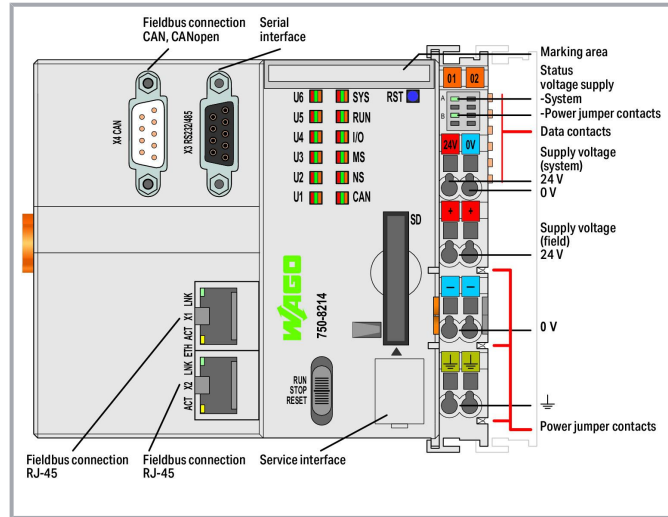 Fieldbus connection
CAN, CANopen
Serial
interface
Marking area
Status
voltage supply
-System
-Power jumper contacts
Data contacts
Supply voltage
(system)
24 V
0 V
Supply voltage
(field)
24 V
0 V
Power jumper contacts
X4 CAN
X3 RS232/485
U6 SYS
U5 RUN
U4 I/O
U3 MS
U2 NS
U1 CAN
RST
01 02
A
B
24V 0V
+ +
— —
SD
WAGO
750-8214
X1 LNK
ACT
ETH
X2 LNK
ACT
RUN
STOP
RESET
Fieldbus connection
RJ-45
Fieldbus connection
RJ-45
Service interface